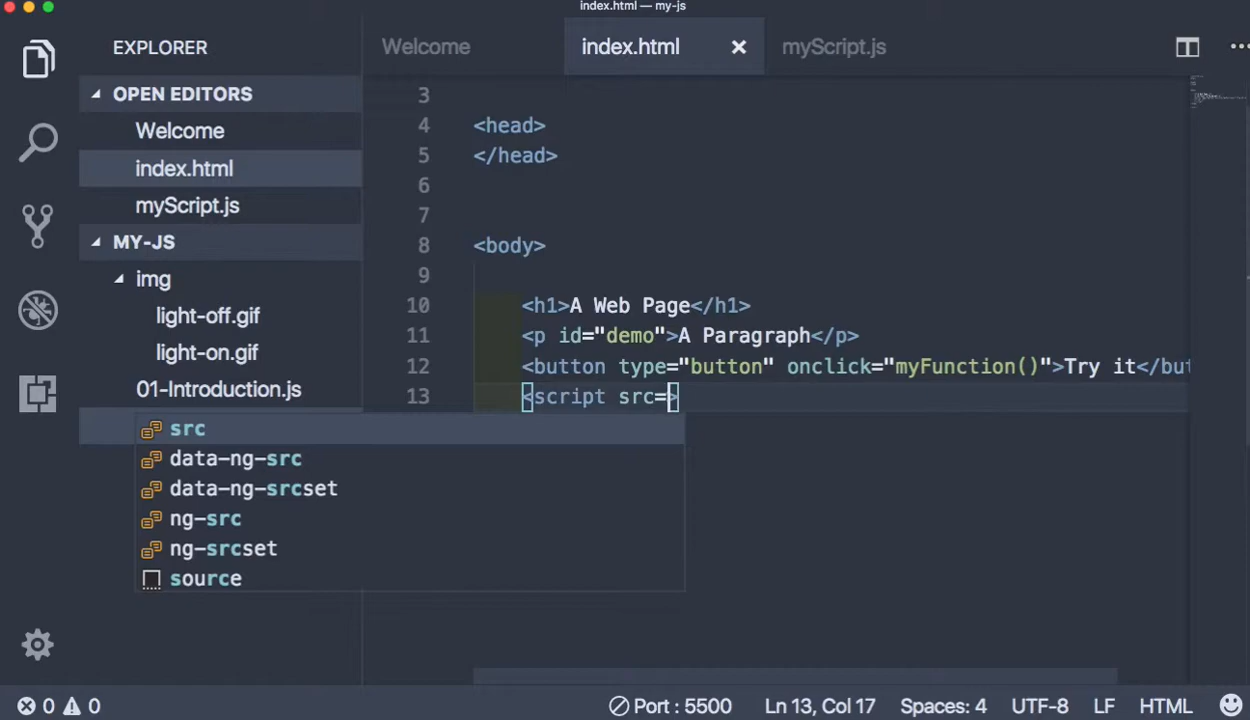 index.html — my-js
EXPLORER
OPEN EDITORS
Welcome
index.html
myScript.js
MY-JS
img
light-off.gif
light-on.gif
01-Introduction.js
Welcome
index.html
myScript.js
3
4 <head>
5 </head>
6
7
8 <body>
9
10 <h1>A Web Page</h1>
11 <p id="demo">A Paragraph</p>
12 <button type="button" onclick="myFunction()">Try it</but
13 <script src=>
src
data-ng-src
data-ng-srcset
ng-src
ng-srcset
source
0 0
Port : 5500
Ln 13, Col 17
Spaces: 4
UTF-8
LF
HTML